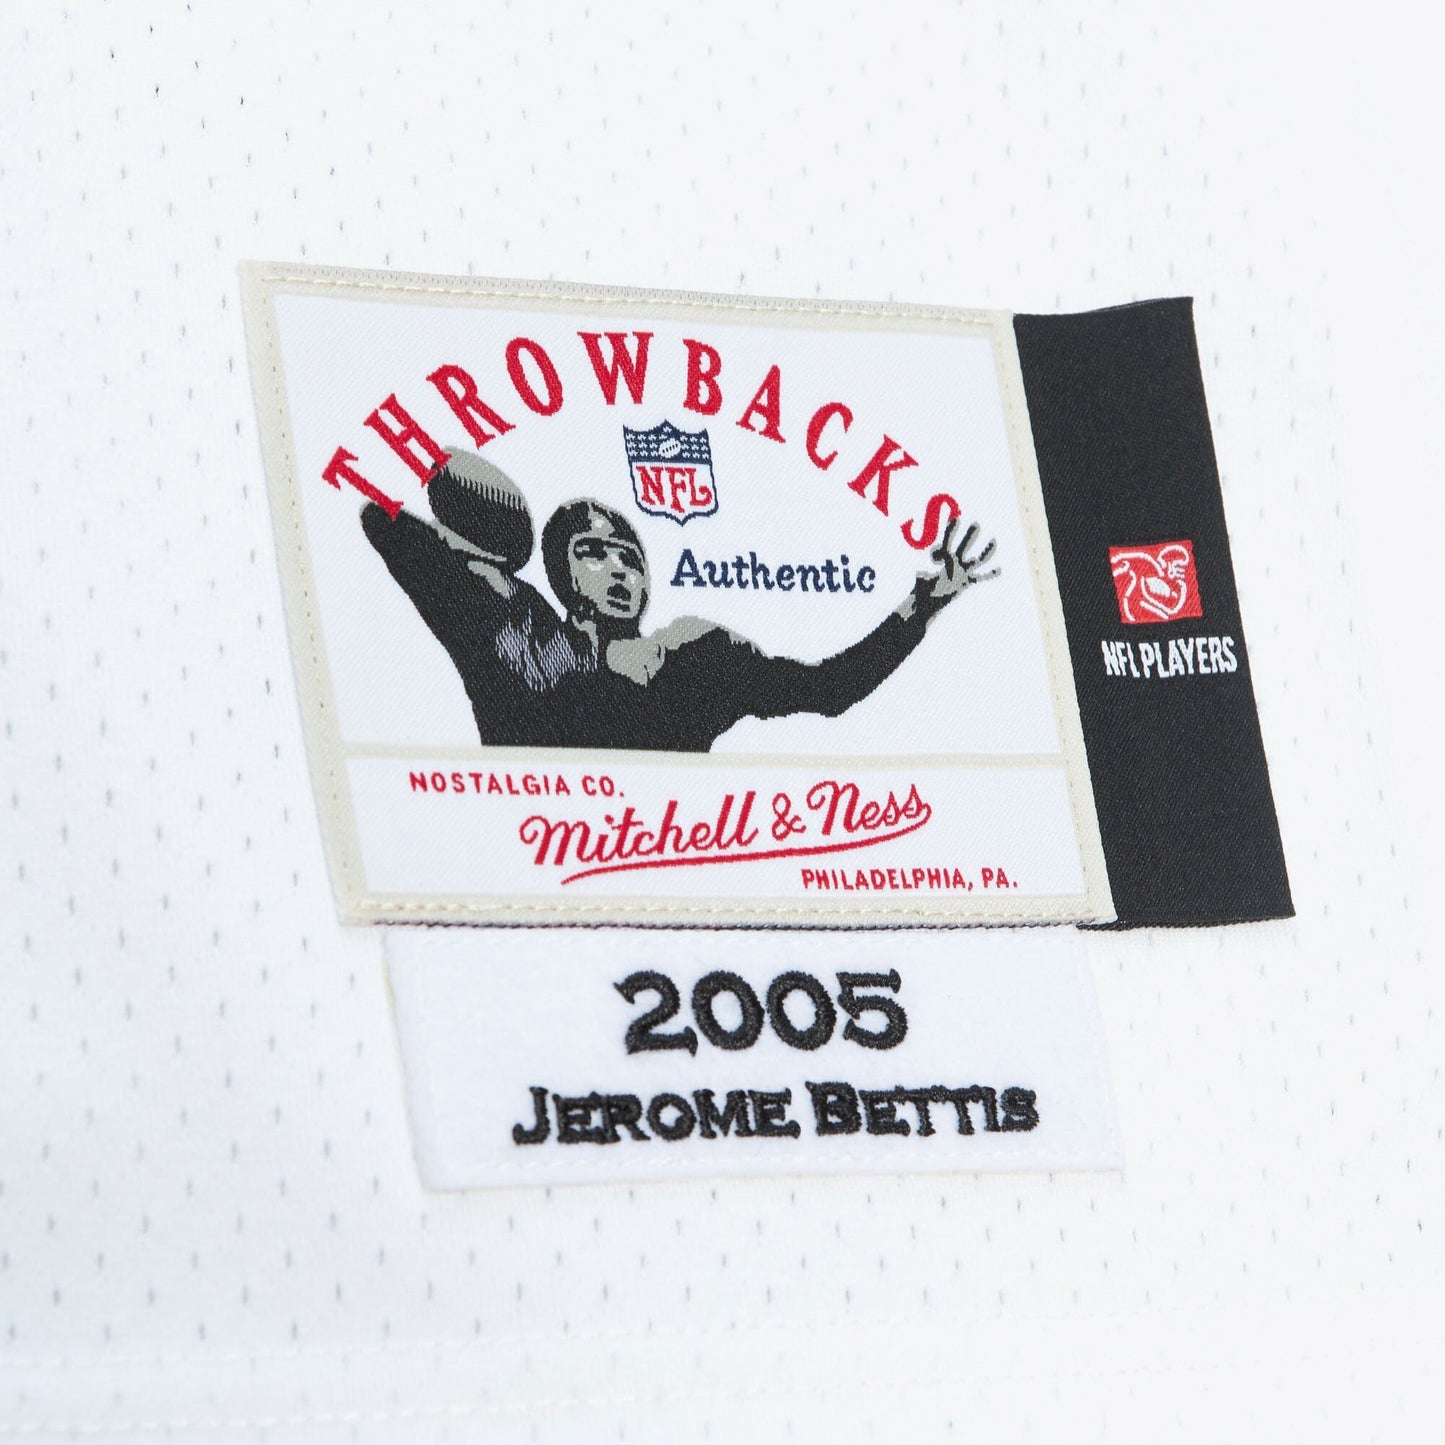 THROWBACKS
NFL
Authentic
NFL PLAYERS
NOSTALGIA CO.
Mitchell & Ness
PHILADELPHIA, PA.
2005
JEROME BETTIS